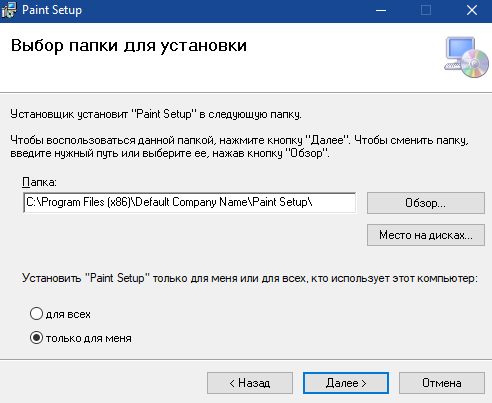 Paint Setup
Выбор папки для установки
Установщик установит "Paint Setup" в следующую папку.
Чтобы воспользоваться данной папкой, нажмите кнопку "Далее". Чтобы сменить папку,
введите нужный путь или выберите ее, нажав кнопку "Обзор".
Папка:
C:\Program Files (x86)\Default Company Name\Paint Setup\
Обзор...
Место на дисках...
Установить "Paint Setup" только для меня или для всех, кто использует этот компьютер:
для всех
только для меня
< Назад
Далее >
Отмена